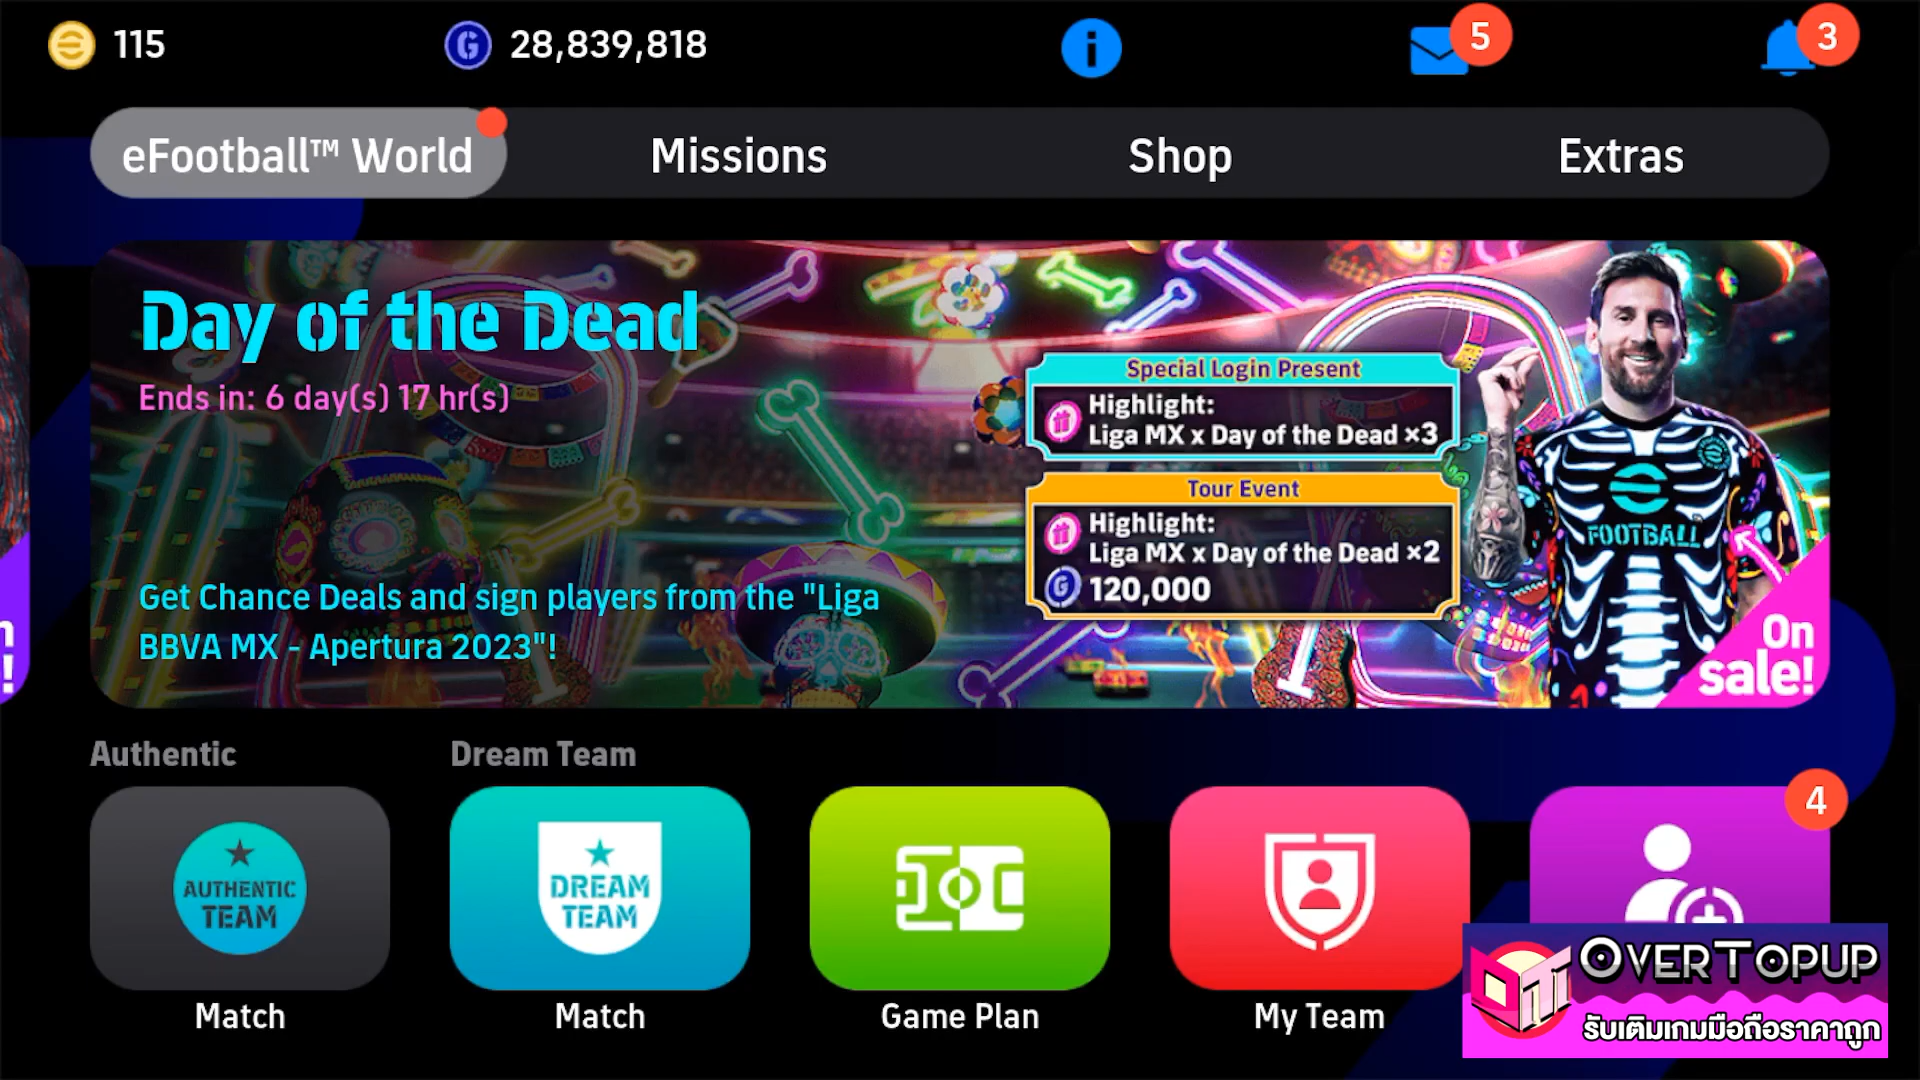 115
28,839,818
5
3
eFootball™ World
Missions
Shop
Extras
Day of the Dead
Ends in: 6 day(s) 17 hr(s)
Get Chance Deals and sign players from the "Liga
BBVA MX - Apertura 2023"!
Special Login Present
Highlight:
Liga MX x Day of the Dead ×3
Tour Event
Highlight:
Liga MX x Day of the Dead ×2
120,000
FOOTBALL
On
sale!
Authentic
Dream Team
AUTHENTIC
TEAM
DREAM
TEAM
4
Match
Match
Game Plan
My Team
OVERTOPUP
รับเติมเกมมือถือราคาถูก